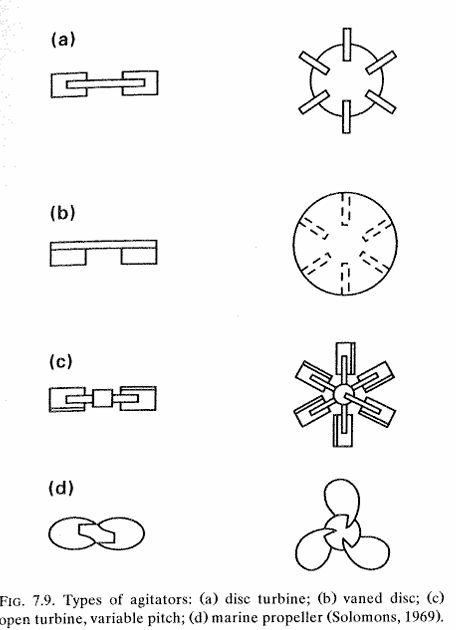 (a)
(b)
(c)
(d)
FIG. 7.9. Types of agitators: (a) disc turbine; (b) vaned disc; (c)
open turbine, variable pitch; (d) marine propeller (Solomons, 1969).